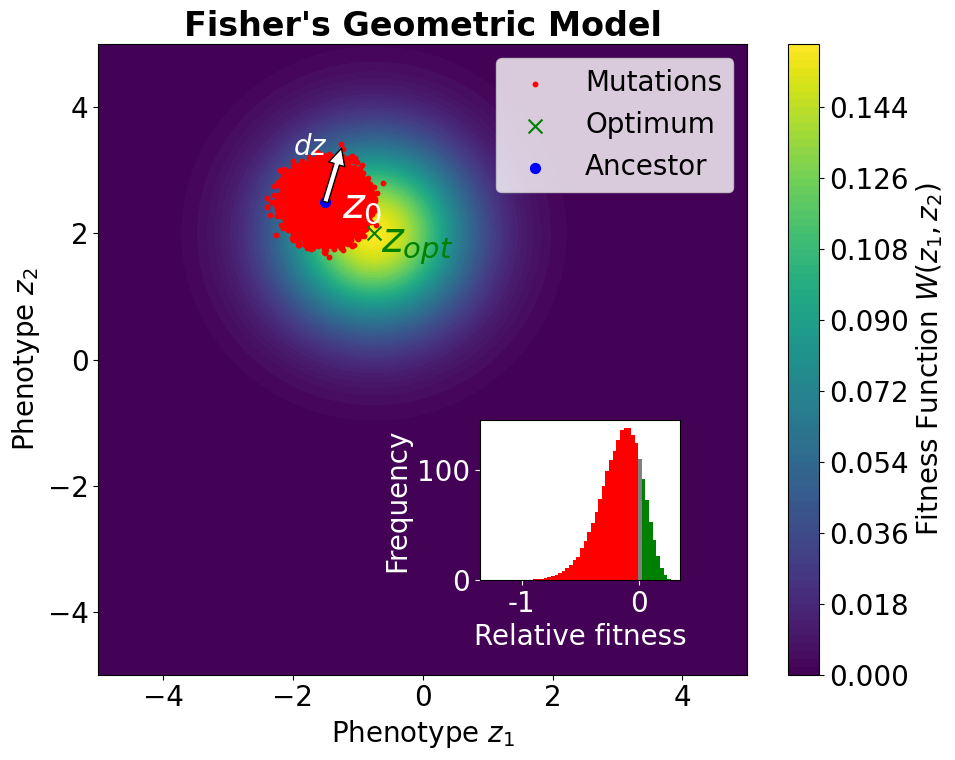 Fisher's Geometric Model
Mutations
Optimum
Ancestor
dz
z₀
z_opt
Phenotype z₂
4
2
0
−2
−4
−4
−2
0
2
4
Phenotype z₁
Frequency
100
0
-1
0
Relative fitness
0.144
0.126
0.108
0.090
0.072
0.054
0.036
0.018
0.000
Fitness Function W(z₁, z₂)